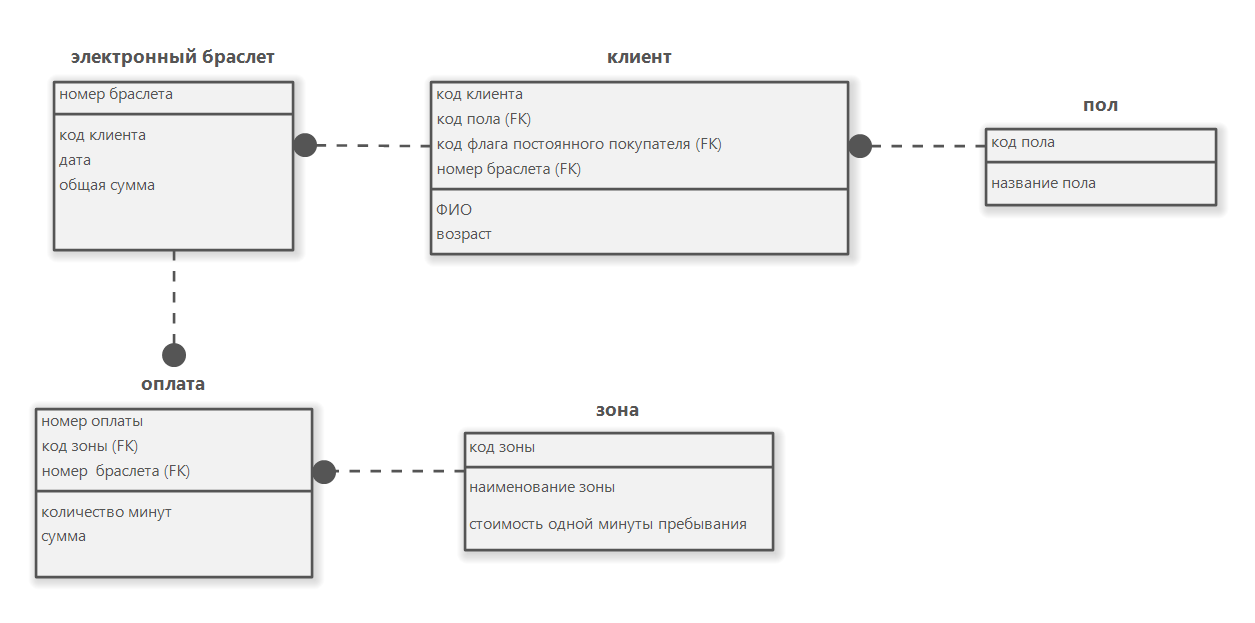 электронный браслет
номер браслета
код клиента
дата
общая сумма
клиент
код клиента
код пола (FK)
код флага постоянного покупателя (FK)
номер браслета (FK)
ФИО
возраст
пол
код пола
название пола
оплата
номер оплаты
код зоны (FK)
номер браслета (FK)
количество минут
сумма
зона
код зоны
наименование зоны
стоимость одной минуты пребывания